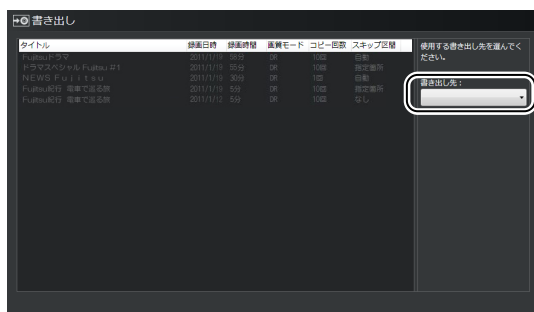 書き出し
タイトル 録画日時 録画時間 画質モード コピー回数 スキップ区間
Fujitsuドラマ 2011/1/19 58分 DR 10回 自動
ドラマスペシャル Fujitsu #1 2011/1/19 55分 DR 10回 指定箇所
NEWS Fujitsu 2011/1/19 30分 DR 1回 自動
Fujitsu紀行 電車で巡る旅 2011/1/19 5分 DR 10回 指定箇所
Fujitsu紀行 電車で巡る旅 2011/1/12 5分 DR 10回 なし
使用する書き出し先を選んでく
ださい。
書き出し先：